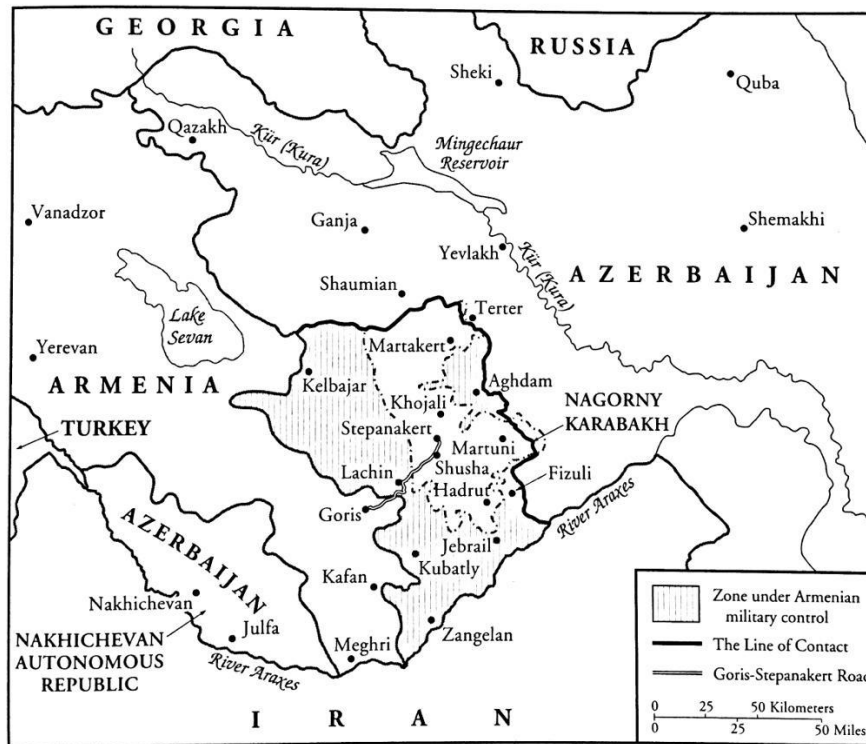 GEORGIA
RUSSIA
Sheki
Quba
Qazakh
Kür (Kura)
Mingechaur
Reservoir
Vanadzor
Ganja
Shemakhi
Yevlakh
Kür (Kura)
AZERBAIJAN
Shaumian
Lake
Sevan
Terter
Martakert
Yerevan
Kelbajar
ARMENIA
Aghdam
Khojali
NAGORNY
KARABAKH
TURKEY
Stepanakert
Martuni
Shusha
Lachin
Hadrut
Fizuli
Goris
River Araxes
AZERBAIJAN
Jebrail
Kubatly
Kafan
Nakhichevan
Julfa
Zangelan
NAKHICHEVAN
AUTONOMOUS
REPUBLIC
Meghri
River Araxes
IRAN
Zone under Armenian
military control
The Line of Contact
Goris-Stepanakert Road
0 25 50 Kilometers
0 25 50 Miles